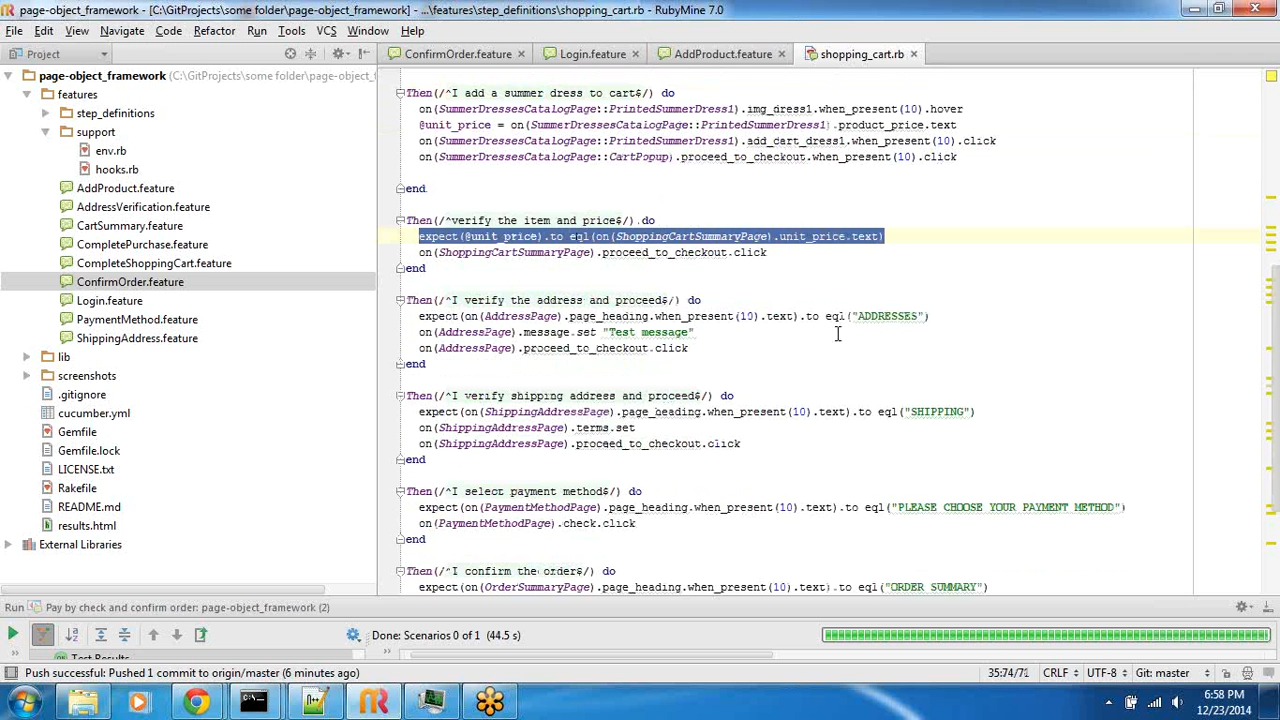 page-object_framework - [C:\GitProjects\some folder\page-object_framework] - ...\features\step_definitions\shopping_cart.rb - RubyMine 7.0
File Edit View Navigate Code Refactor Run Tools VCS Window Help
Project
ConfirmOrder.feature
Login.feature
AddProduct.feature
shopping_cart.rb
page-object_framework (C:\GitProjects\some folder\page-object_f
features
step_definitions
support
env.rb
hooks.rb
AddProduct.feature
AddressVerification.feature
CartSummary.feature
CompletePurchase.feature
CompleteShoppingCart.feature
ConfirmOrder.feature
Login.feature
PaymentMethod.feature
ShippingAddress.feature
lib
screenshots
.gitignore
cucumber.yml
Gemfile
Gemfile.lock
LICENSE.txt
Rakefile
README.md
results.html
External Libraries
Then(/^I add a summer dress to cart$/) do
on(SummerDressesCatalogPage::PrintedSummerDress1).img_dress1.when_present(10).hover
@unit_price = on(SummerDressesCatalogPage::PrintedSummerDress1).product_price.text
on(SummerDressesCatalogPage::PrintedSummerDress1).add_cart_dress1.when_present(10).click
on(SummerDressesCatalogPage::CartPopup).proceed_to_checkout.when_present(10).click
end
Then(/^verify the item and price$/) do
expect(@unit_price).to eql(on(ShoppingCartSummaryPage).unit_price.text)
on(ShoppingCartSummaryPage).proceed_to_checkout.click
end
Then(/^I verify the address and proceed$/) do
expect(on(AddressPage).page_heading.when_present(10).text).to eql("ADDRESSES")
on(AddressPage).message.set "Test message"
on(AddressPage).proceed_to_checkout.click
end
Then(/^I verify shipping address and proceed$/) do
expect(on(ShippingAddressPage).page_heading.when_present(10).text).to eql("SHIPPING")
on(ShippingAddressPage).terms.set
on(ShippingAddressPage).proceed_to_checkout.click
end
Then(/^I select payment method$/) do
expect(on(PaymentMethodPage).page_heading.when_present(10).text).to eql("PLEASE CHOOSE YOUR PAYMENT METHOD")
on(PaymentMethodPage).check.click
end
Then(/^I confirm the order$/) do
expect(on(OrderSummaryPage).page_heading.when_present(10).text).to eql("ORDER SUMMARY")
Run Pay by check and confirm order: page-object_framework (2)
Done: Scenarios 0 of 1 (44.5 s)
Test Results
Push successful: Pushed 1 commit to origin/master (6 minutes ago)
35:74/71 CRLF UTF-8 Git: master
6:58 PM
12/23/2014